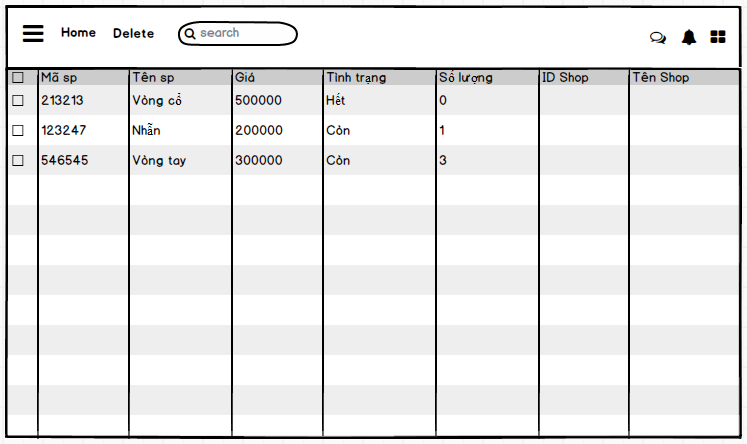 Home Delete search
Mã sp Tên sp Giá Tình trạng Số lượng ID Shop Tên Shop
213213 Vòng cổ 500000 Hết 0
123247 Nhẫn 200000 Còn 1
546545 Vòng tay 300000 Còn 3